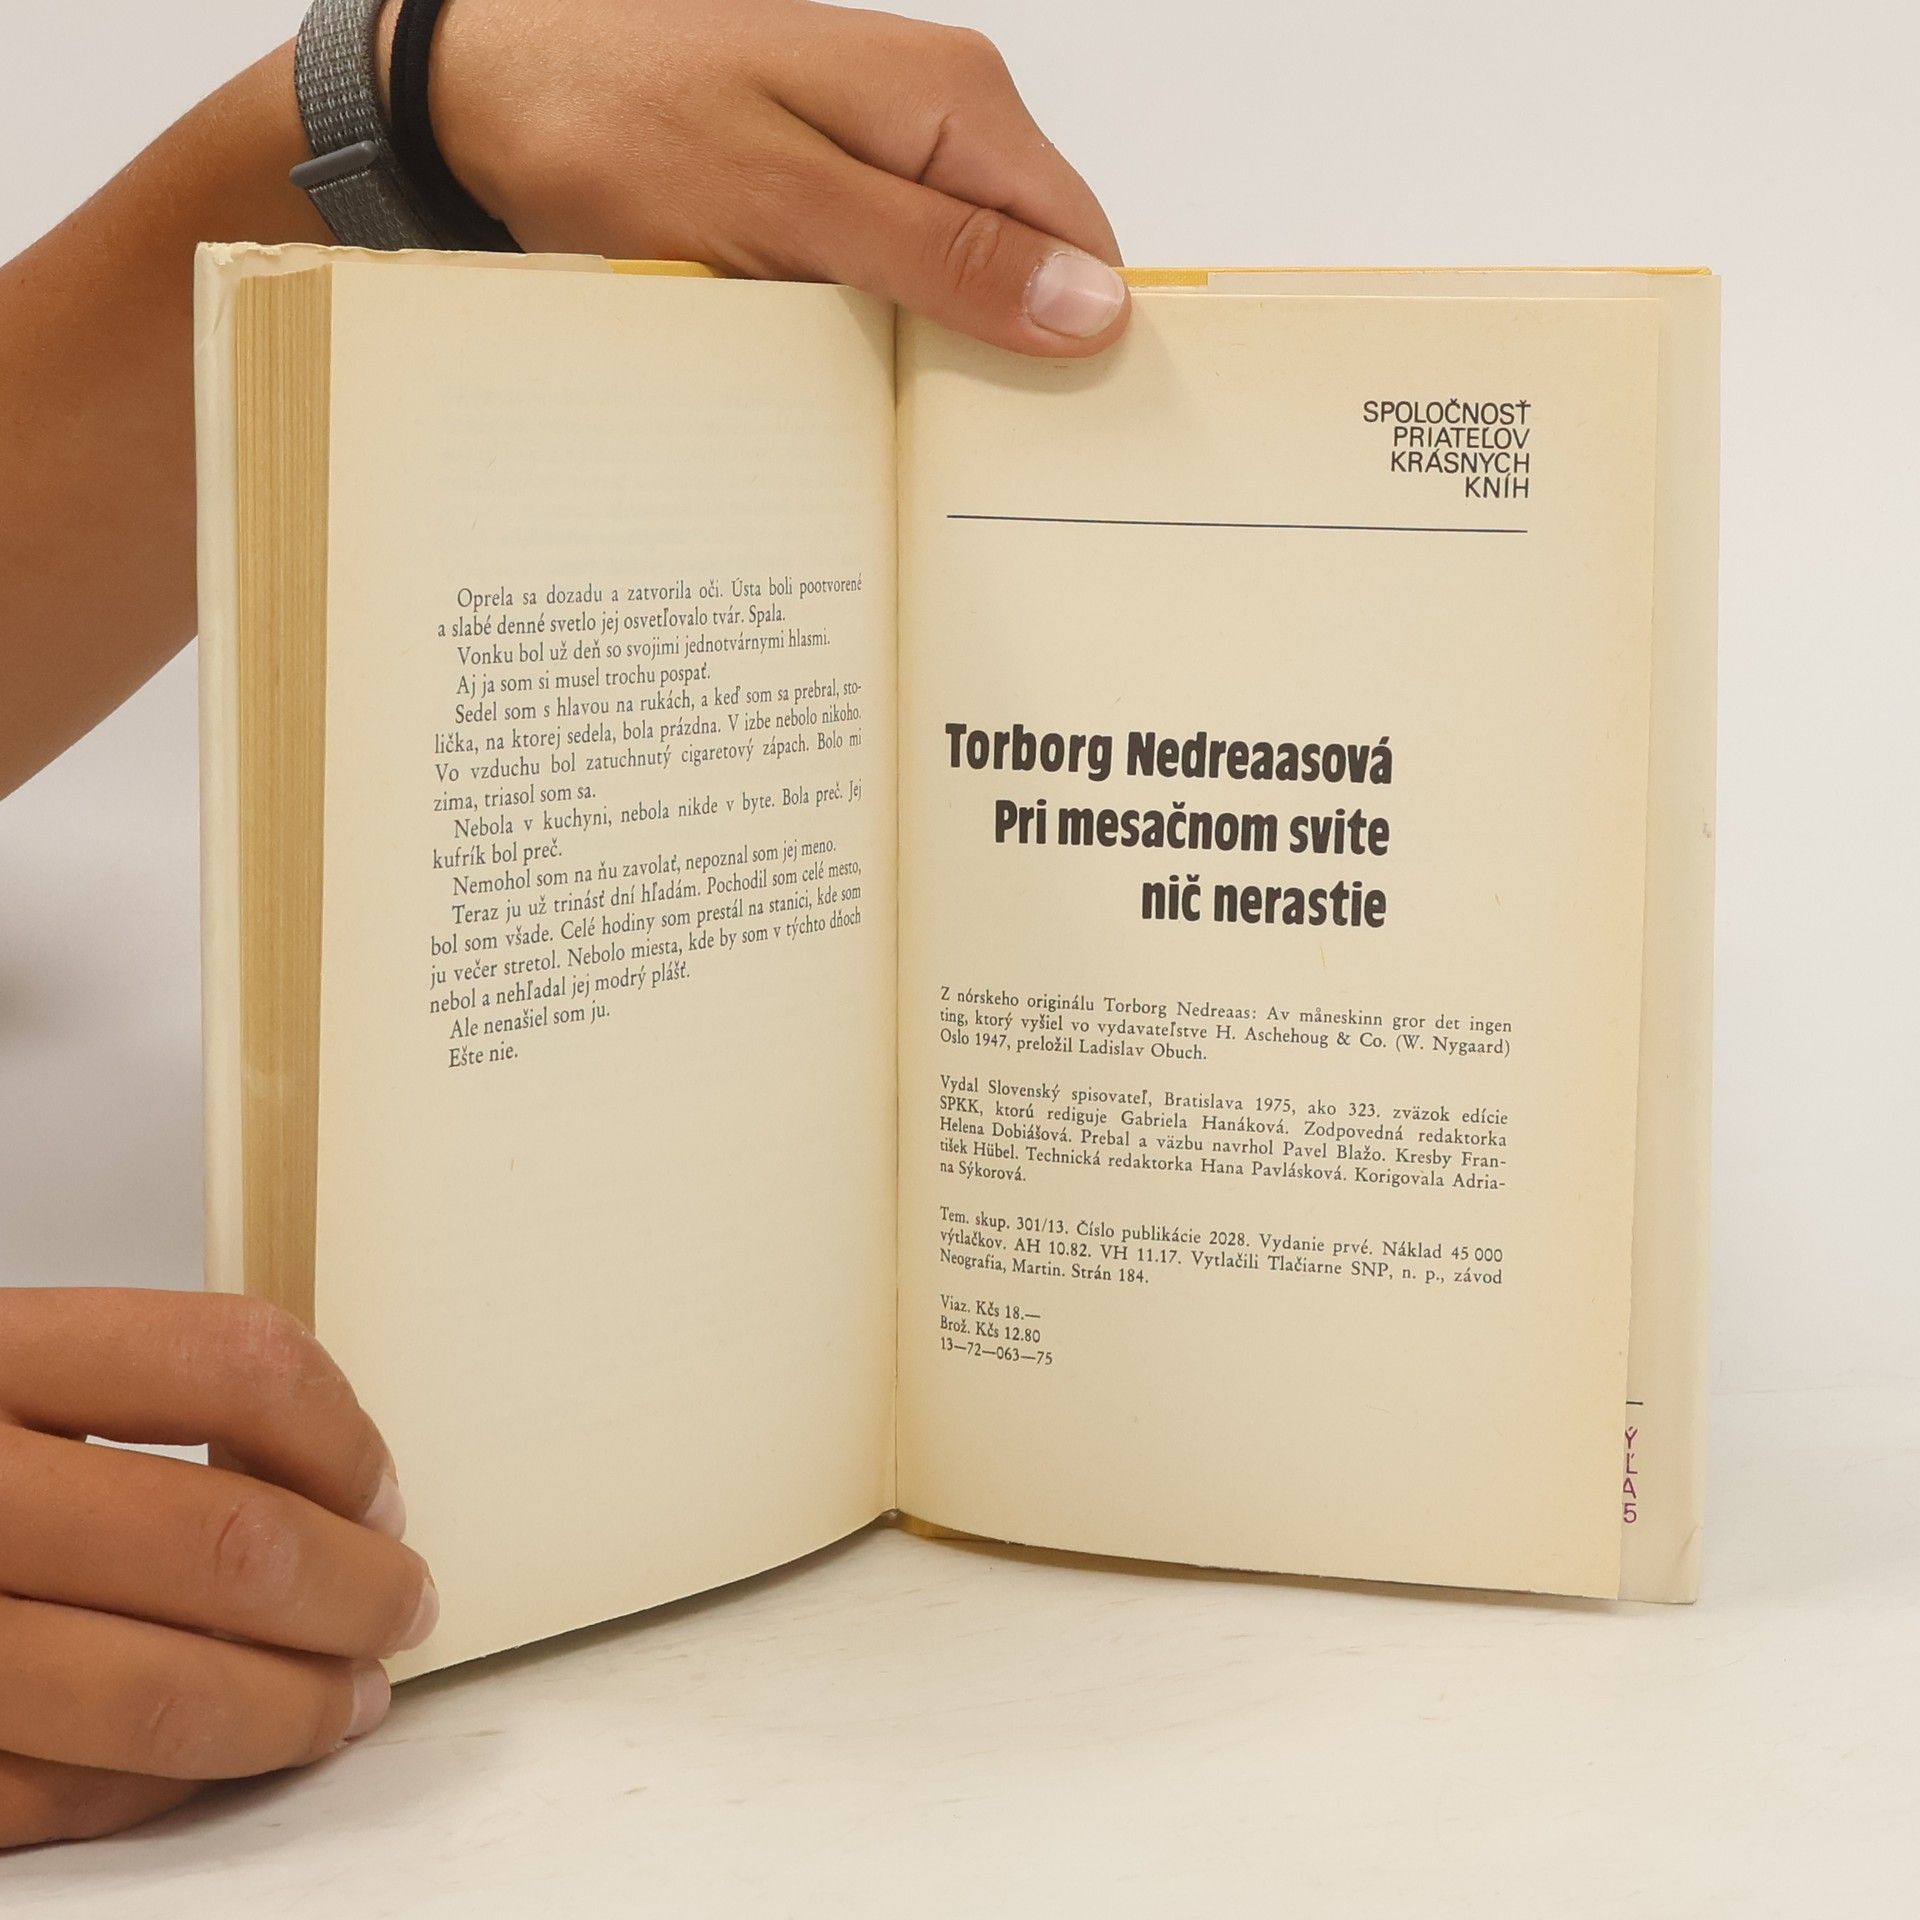 Oprela sa dozadu a zatvorila oči. Ústa boli pootvorené
a slabé denné svetlo jej osvetľovalo tvár. Spala.
Vonku bol už deň so svojimi jednotvárnymi hlasmi.
Aj ja som si musel trochu pospať.
Sedel som s hlavou na rukách, a keď som sa prebral, sto-
lička, na ktorej sedela, bola prázdna. V izbe nebolo nikoho.
Vo vzduchu bol zatuchnutý cigaretový zápach. Bolo mi
zima, triasol som sa.
Nebola v kuchyni, nebola nikde v byte. Bola preč. Jej
kufrík bol preč.
Nemohol som na ňu zavolať, nepoznal som jej meno.
Teraz ju už trinásť dní hľadám. Pochodil som celé mesto,
bol som všade. Celé hodiny som prestál na stanici, kde som
ju večer stretol. Nebolo miesta, kde by som v týchto dňoch
nebol a nehľadal jej modrý plášť.
Ale nenašiel som ju.
Ešte nie.
SPOLOČNOSŤ
PRIATEĽOV
KRÁSNYCH
KNÍH
Torborg Nedreaasová
Pri mesačnom svite
nič nerastie
Z nórskeho originálu Torborg Nedreaas: Av måneskinn gror det ingen
ting, ktorý vyšiel vo vydavateľstve H. Aschehoug & Co. (W. Nygaard)
Oslo 1947, preložil Ladislav Obuch.
Vydal Slovenský spisovateľ, Bratislava 1975, ako 323. zväzok edície
SPKK, ktorú rediguje Gabriela Hanáková. Zodpovedná redaktorka
Helena Dobiášová. Prebal a väzbu navrhol Pavel Blažo. Kresby Fran-
tišek Hübel. Technická redaktorka Hana Pavlásková. Korigovala Adria-
na Sýkorová.
Tem. skup. 301/13. Číslo publikácie 2028. Vydanie prvé. Náklad 45 000
výtlačkov. AH 10.82. VH 11.17. Vytlačili Tlačiarne SNP, n. p., závod
Neografia, Martin. Strán 184.
Viaz. Kčs 18.—
Brož. Kčs 12.80
13—72—063—75
Ý
Ľ
A
5